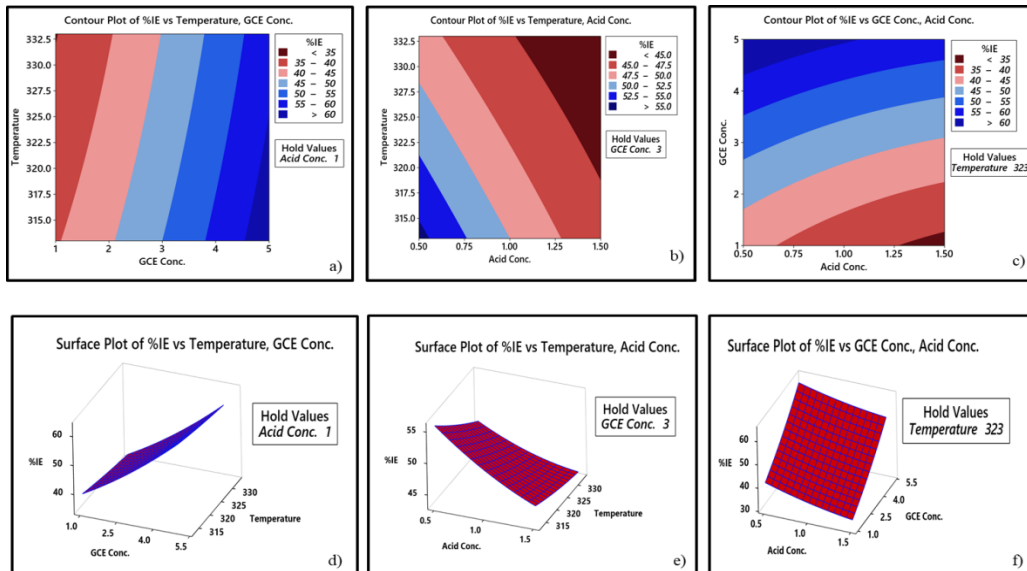 Contour Plot of %IE vs Temperature, GCE Conc.
332.5
330.0
327.5
325.0
322.5
320.0
317.5
315.0
Temperature
1 2 3 4 5
GCE Conc.
%IE
< 35
35 – 40
40 – 45
45 – 50
50 – 55
55 – 60
> 60
Hold Values
Acid Conc. 1
a)
Contour Plot of %IE vs Temperature, Acid Conc.
332.5
330.0
327.5
325.0
322.5
320.0
317.5
315.0
Temperature
0.50 0.75 1.00 1.25 1.50
Acid Conc.
%IE
< 45.0
45.0 – 47.5
47.5 – 50.0
50.0 – 52.5
52.5 – 55.0
> 55.0
Hold Values
GCE Conc. 3
b)
Contour Plot of %IE vs GCE Conc., Acid Conc.
5
4
3
2
1
GCE Conc.
0.50 0.75 1.00 1.25 1.50
Acid Conc.
%IE
< 35
35 – 40
40 – 45
45 – 50
50 – 55
55 – 60
> 60
Hold Values
Temperature 323
c)
Surface Plot of %IE vs Temperature, GCE Conc.
Hold Values
Acid Conc. 1
60
50
40
%IE
1.0 2.5 4.0 5.5
GCE Conc.
315
320
325
330
Temperature
d)
Surface Plot of %IE vs Temperature, Acid Conc.
Hold Values
GCE Conc. 3
55
50
45
%IE
0.5 1.0 1.5
Acid Conc.
315
320
325
330
Temperature
e)
Surface Plot of %IE vs GCE Conc., Acid Conc.
Hold Values
Temperature 323
60
50
40
30
%IE
0.5 1.0 1.5
Acid Conc.
1.0
2.5
4.0
5.5
GCE Conc.
f)